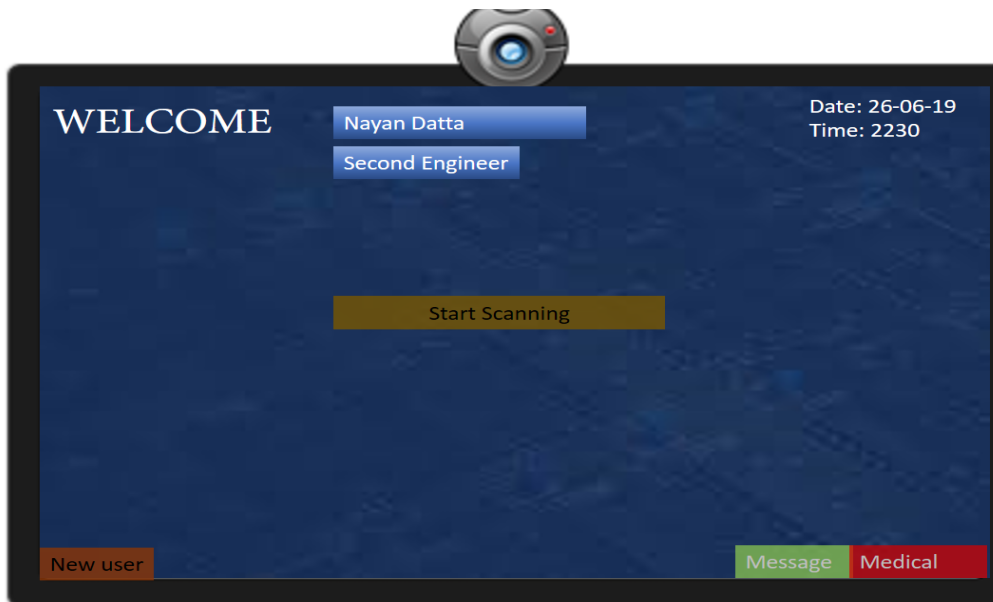 WELCOME
Nayan Datta
Second Engineer
Date: 26-06-19
Time: 2230
Start Scanning
New user
Message
Medical